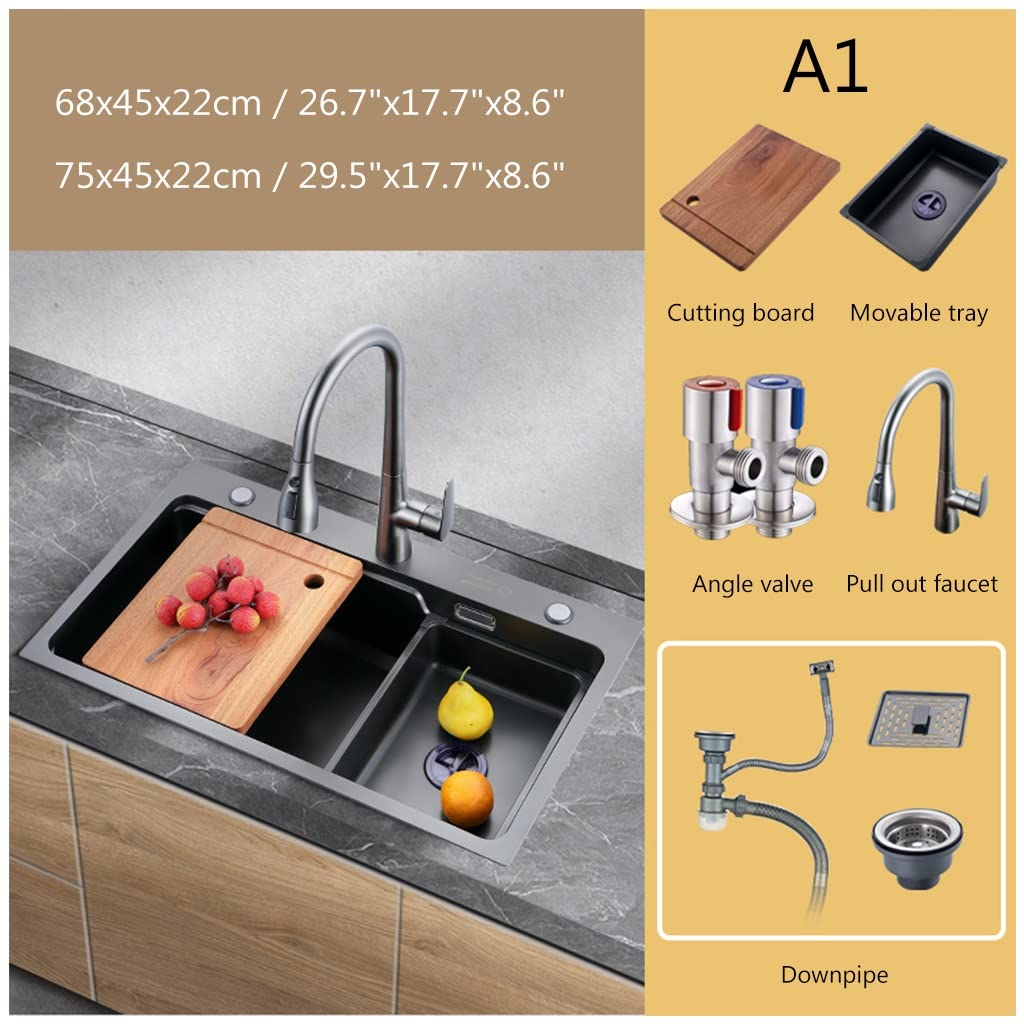 68x45x22cm / 26.7"x17.7"x8.6"
75x45x22cm / 29.5"x17.7"x8.6"
A1
Cutting board
Movable tray
Angle valve
Pull out faucet
Downpipe